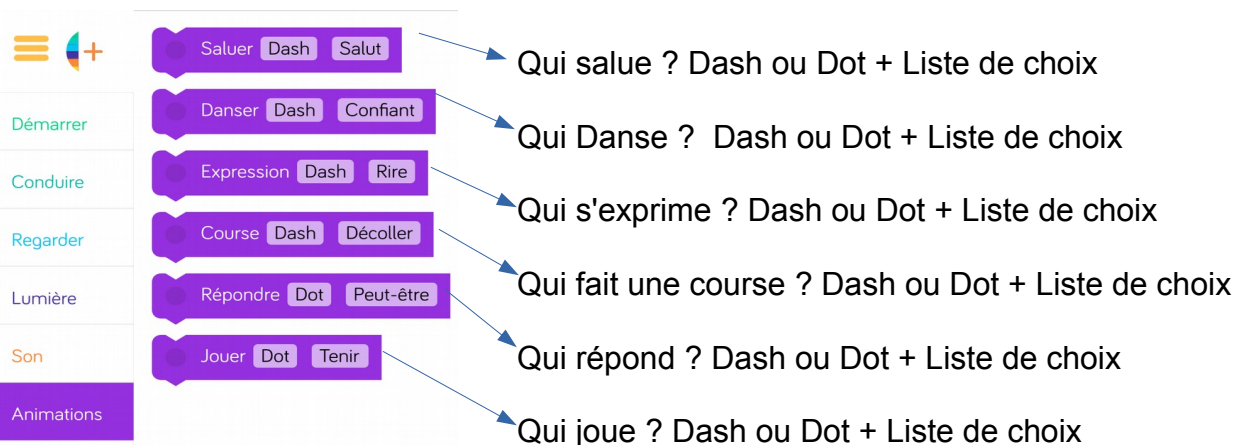 Saluer Dash Salut
Qui salue ? Dash ou Dot + Liste de choix
Démarrer
Danser Dash Confiant
Qui Danse ? Dash ou Dot + Liste de choix
Conduire
Expression Dash Rire
Qui s'exprime ? Dash ou Dot + Liste de choix
Regarder
Course Dash Décoller
Qui fait une course ? Dash ou Dot + Liste de choix
Lumière
Répondre Dot Peut-être
Qui répond ? Dash ou Dot + Liste de choix
Son
Jouer Dot Tenir
Qui joue ? Dash ou Dot + Liste de choix
Animations